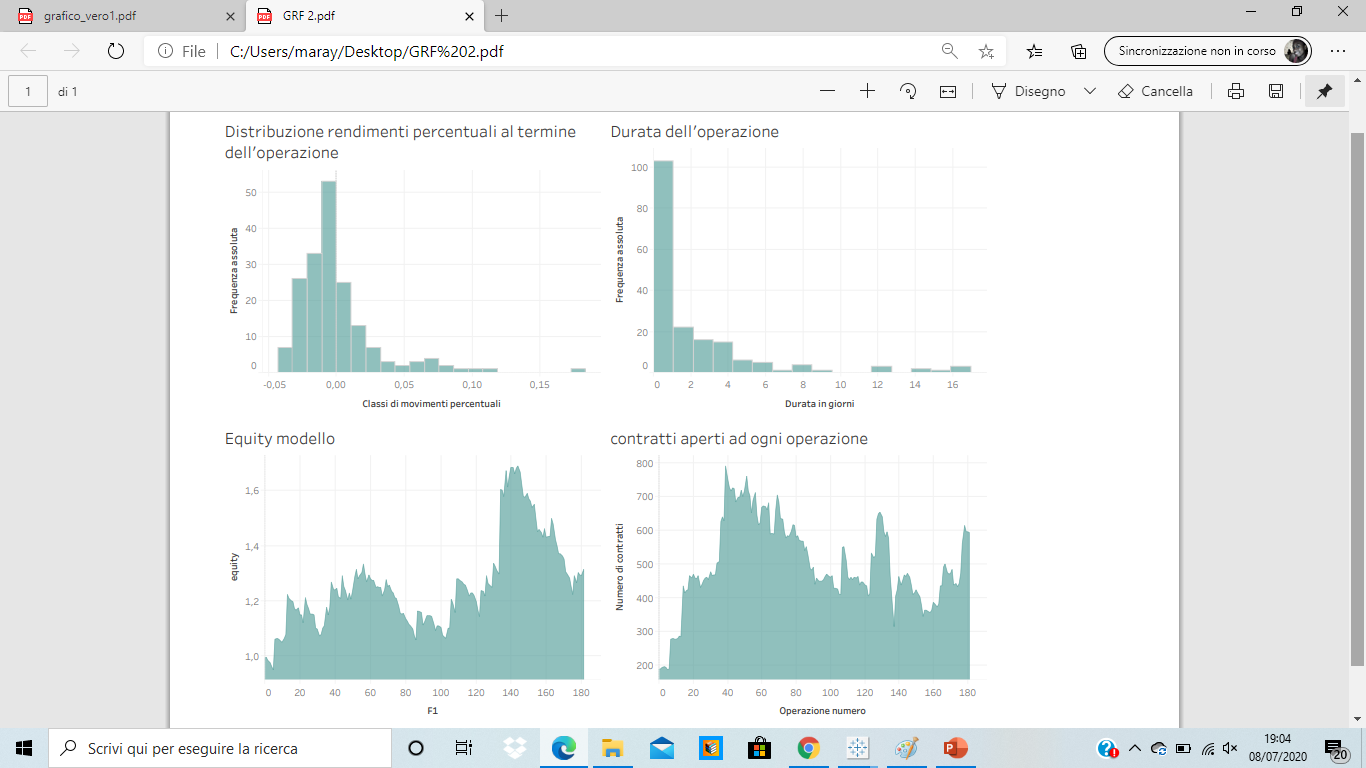 grafico_vero1.pdf
GRF 2.pdf
File
C:/Users/maray/Desktop/GRF%202.pdf
Sincronizzazione non in corso
1
di 1
Disegno
Cancella
Distribuzione rendimenti percentuali al termine
dell'operazione
Frequenza assoluta
50
40
30
20
10
0
-0,05
0,00
0,05
0,10
0,15
Classi di movimenti percentuali
Durata dell'operazione
Frequenza assoluta
100
80
60
40
20
0
0
2
4
6
8
10
12
14
16
Durata in giorni
Equity modello
equity
1,6
1,4
1,2
1,0
0
20
40
60
80
100
120
140
160
180
F1
contratti aperti ad ogni operazione
Numero di contratti
800
700
600
500
400
300
200
0
20
40
60
80
100
120
140
160
180
Operazione numero
Scrivi qui per eseguire la ricerca
19:04
08/07/2020
20